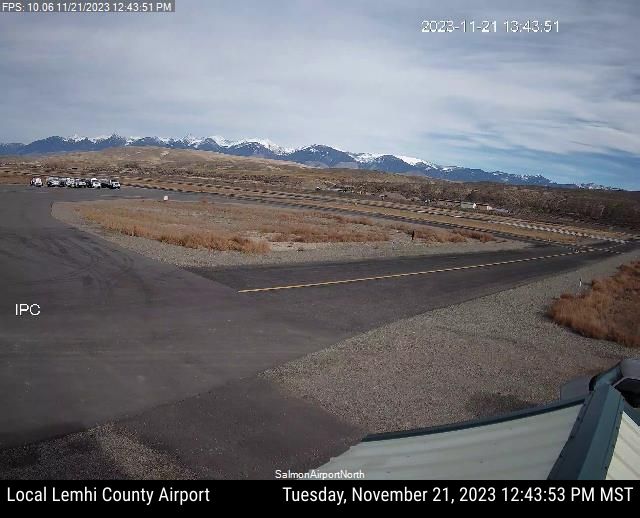 FPS: 10.06 11/21/2023 12:43:51 PM
2023-11-21 13:43:51
IPC
SalmonAirportNorth
Local Lemhi County Airport Tuesday, November 21, 2023 12:43:53 PM MST